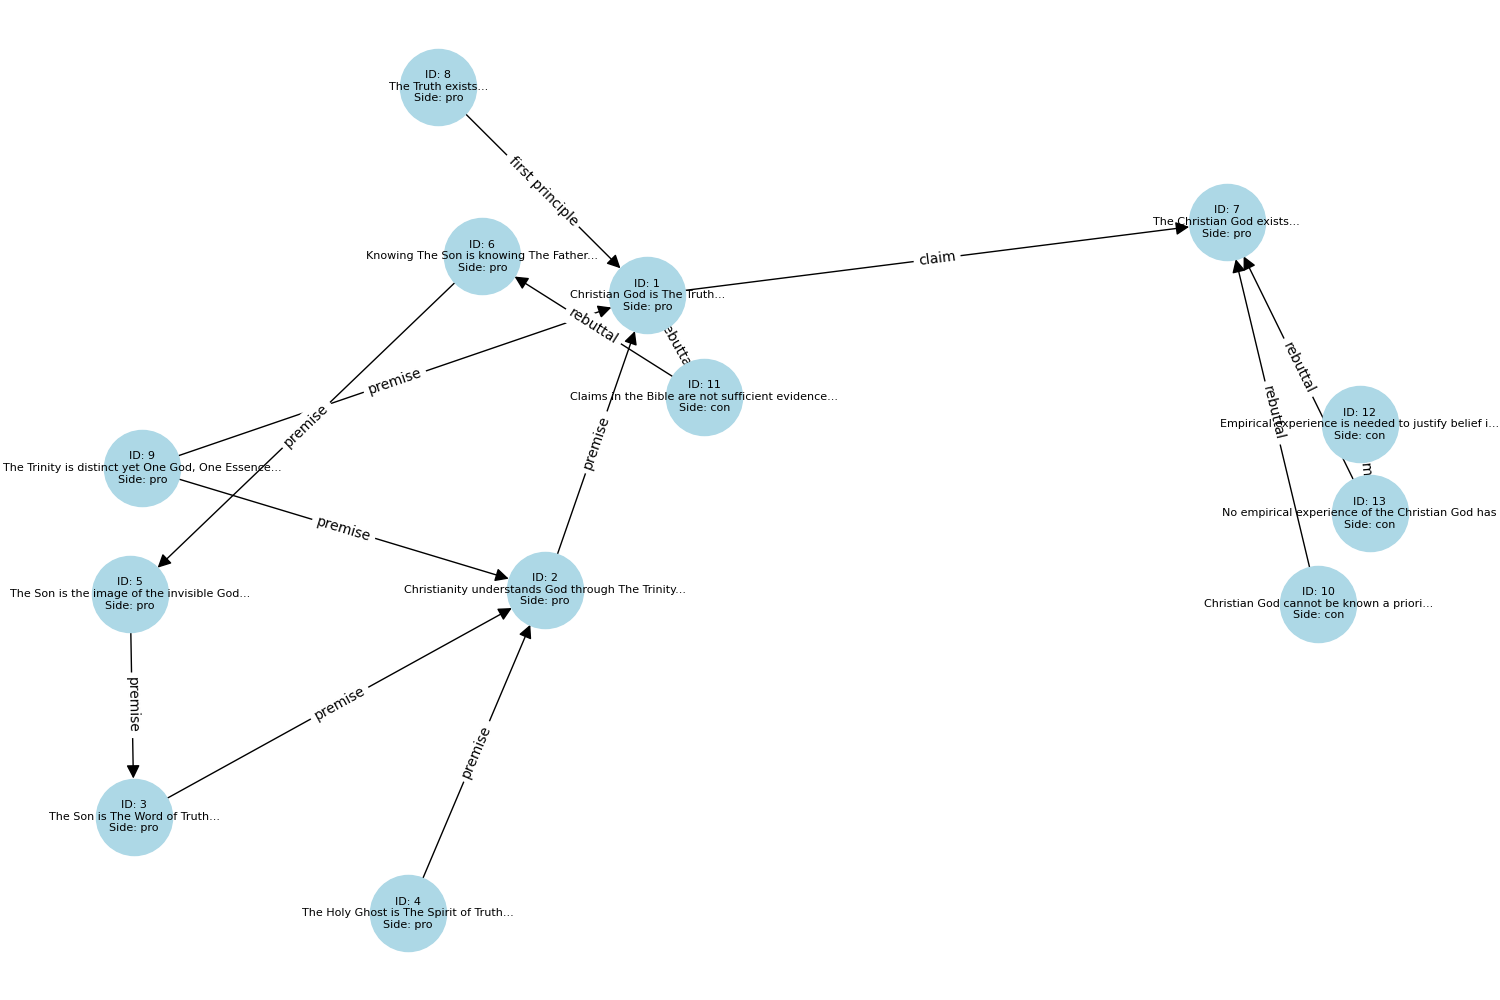 ID: 8
The Truth exists...
Side: pro
first principle
ID: 7
The Christian God exists...
Side: pro
ID: 6
Knowing The Son is knowing The Father...
Side: pro
claim
ID: 1
Christian God is The Truth...
Side: pro
rebuttal
ebutta
rebuttal
premise
ID: 11
Claims in the Bible are not sufficient evidence...
Side: con
premise
rebuttal
ID: 12
Empirical experience is needed to justify belief i...
Side: con
premise
ID: 9
The Trinity is distinct yet One God, One Essence...
Side: pro
m
premise
ID: 13
No empirical experience of the Christian God has
Side: con
ID: 5
The Son is the image of the invisible God...
Side: pro
ID: 2
Christianity understands God through The Trinity...
Side: pro
ID: 10
Christian God cannot be known a priori...
Side: con
premise
premise
premise
ID: 3
The Son is The Word of Truth...
Side: pro
ID: 4
The Holy Ghost is The Spirit of Truth...
Side: pro